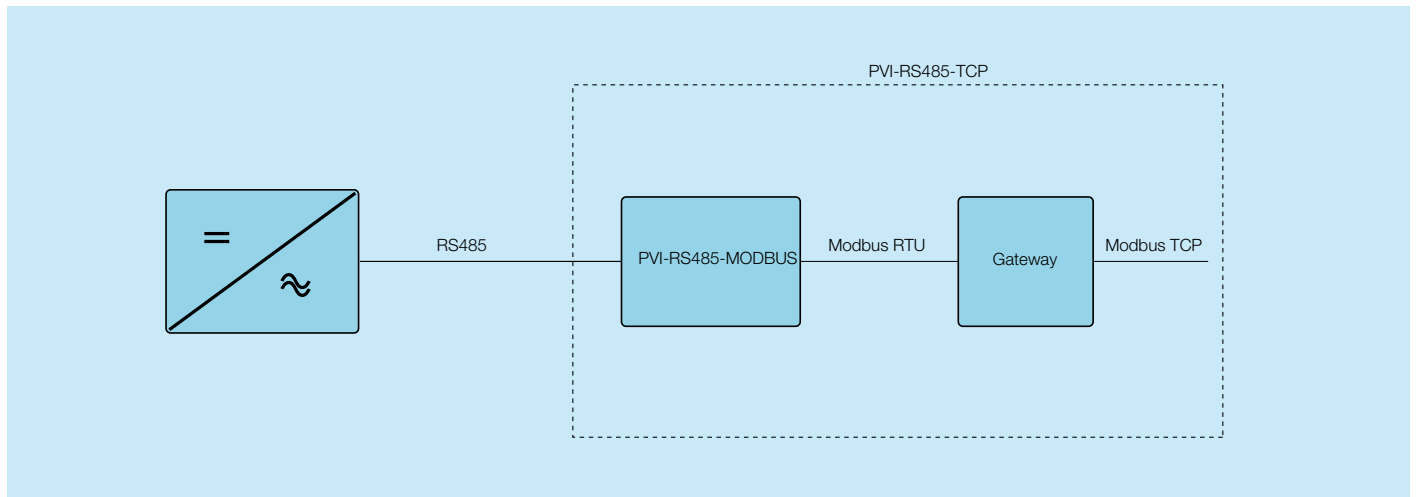 PVI-RS485-TCP
RS485
PVI-RS485-MODBUS
Modbus RTU
Gateway
Modbus TCP